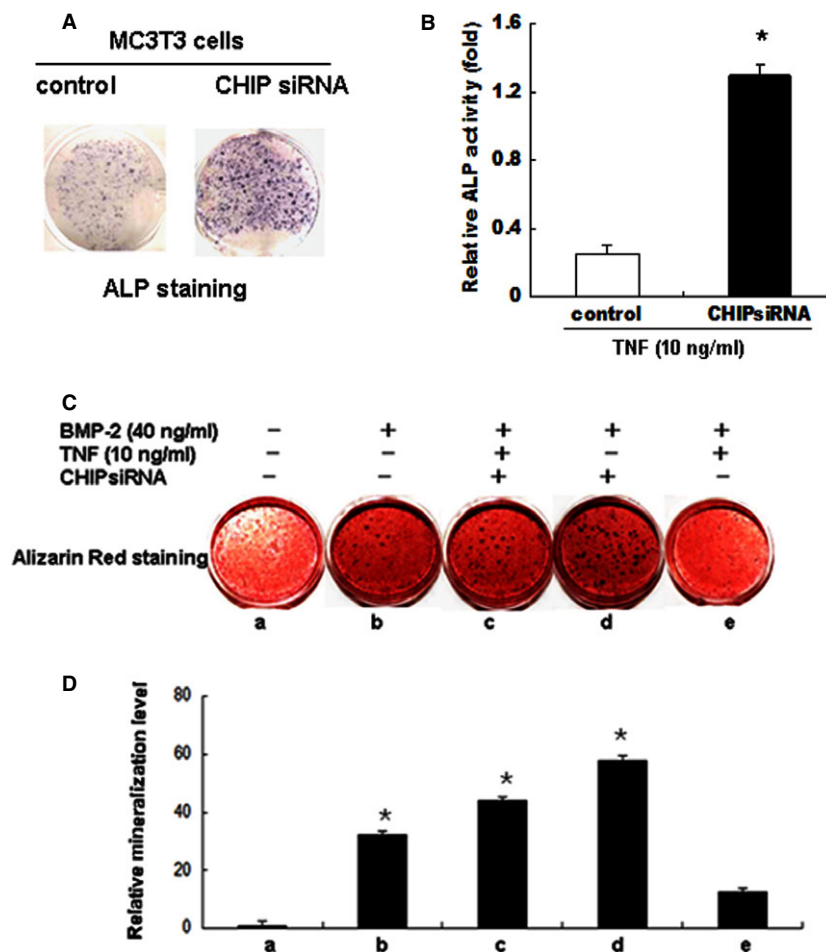 A
MC3T3 cells
control CHIP siRNA
ALP staining
B
Relative ALP activity (fold)
1.6
1.2
0.8
0.4
0
*
control CHIPsiRNA
TNF (10 ng/ml)
C
BMP-2 (40 ng/ml) - + + + +
TNF (10 ng/ml) - - + - +
CHIPsiRNA - - + + -
Alizarin Red staining
a b c d e
D
Relative mineralization level
80
60
40
20
0
* * *
a b c d e